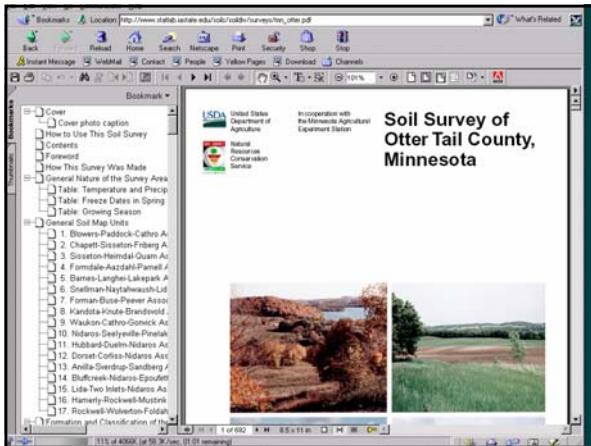 Bookmarks Location: http://www.statlab.iastate.edu/soils/soildiv/surveys/mn_otter.pdf What's Related
Back Forward Reload Home Search Netscape Print Security Shop Stop
Instant Message WebMail Contact People Yellow Pages Download Channels
101%
Bookmarks
Thumbnails
Bookmark
Cover
Cover photo caption
How to Use This Soil Survey
Contents
Foreword
How This Survey Was Made
General Nature of the Survey Area
Table: Temperature and Precip
Table: Freeze Dates in Spring
Table: Growing Season
General Soil Map Units
1. Blowers-Paddock-Cathro As
2. Chapett-Sisseton-Friberg A
3. Sisseton-Heimdal-Quam As
4. Formdale-Aazdahl-Parnell A
5. Barnes-Langhei-Lakepark A
6. Snellman-Naytahwaush-Lid
7. Forman-Buse-Peever Assoc
8. Kandota-Knute-Brandsvold A
9. Waukon-Cathro-Gonvick As
10. Nidaros-Seelyeville-Pinelak
11. Hubbard-Duelm-Nidaros As
12. Dorset-Corliss-Nidaros Ass
13. Arvilla-Sverdrup-Sandberg A
14. Bluffcreek-Nidaros-Epoufett
15. Lida-Two Inlets-Nidaros As
16. Hamerly-Rockwell-Mustink
17. Rockwell-Wolverton-Foldah
Formation and Classification of the
USDA
United States
Department of
Agriculture
Natural
Resources
Conservation
Service
In cooperation with
the Minnesota Agricultural
Experiment Station
Soil Survey of
Otter Tail County,
Minnesota
1 of 692 8.5 x 11 in
11% of 4066K (at 58.3K/sec, 01:01 remaining)